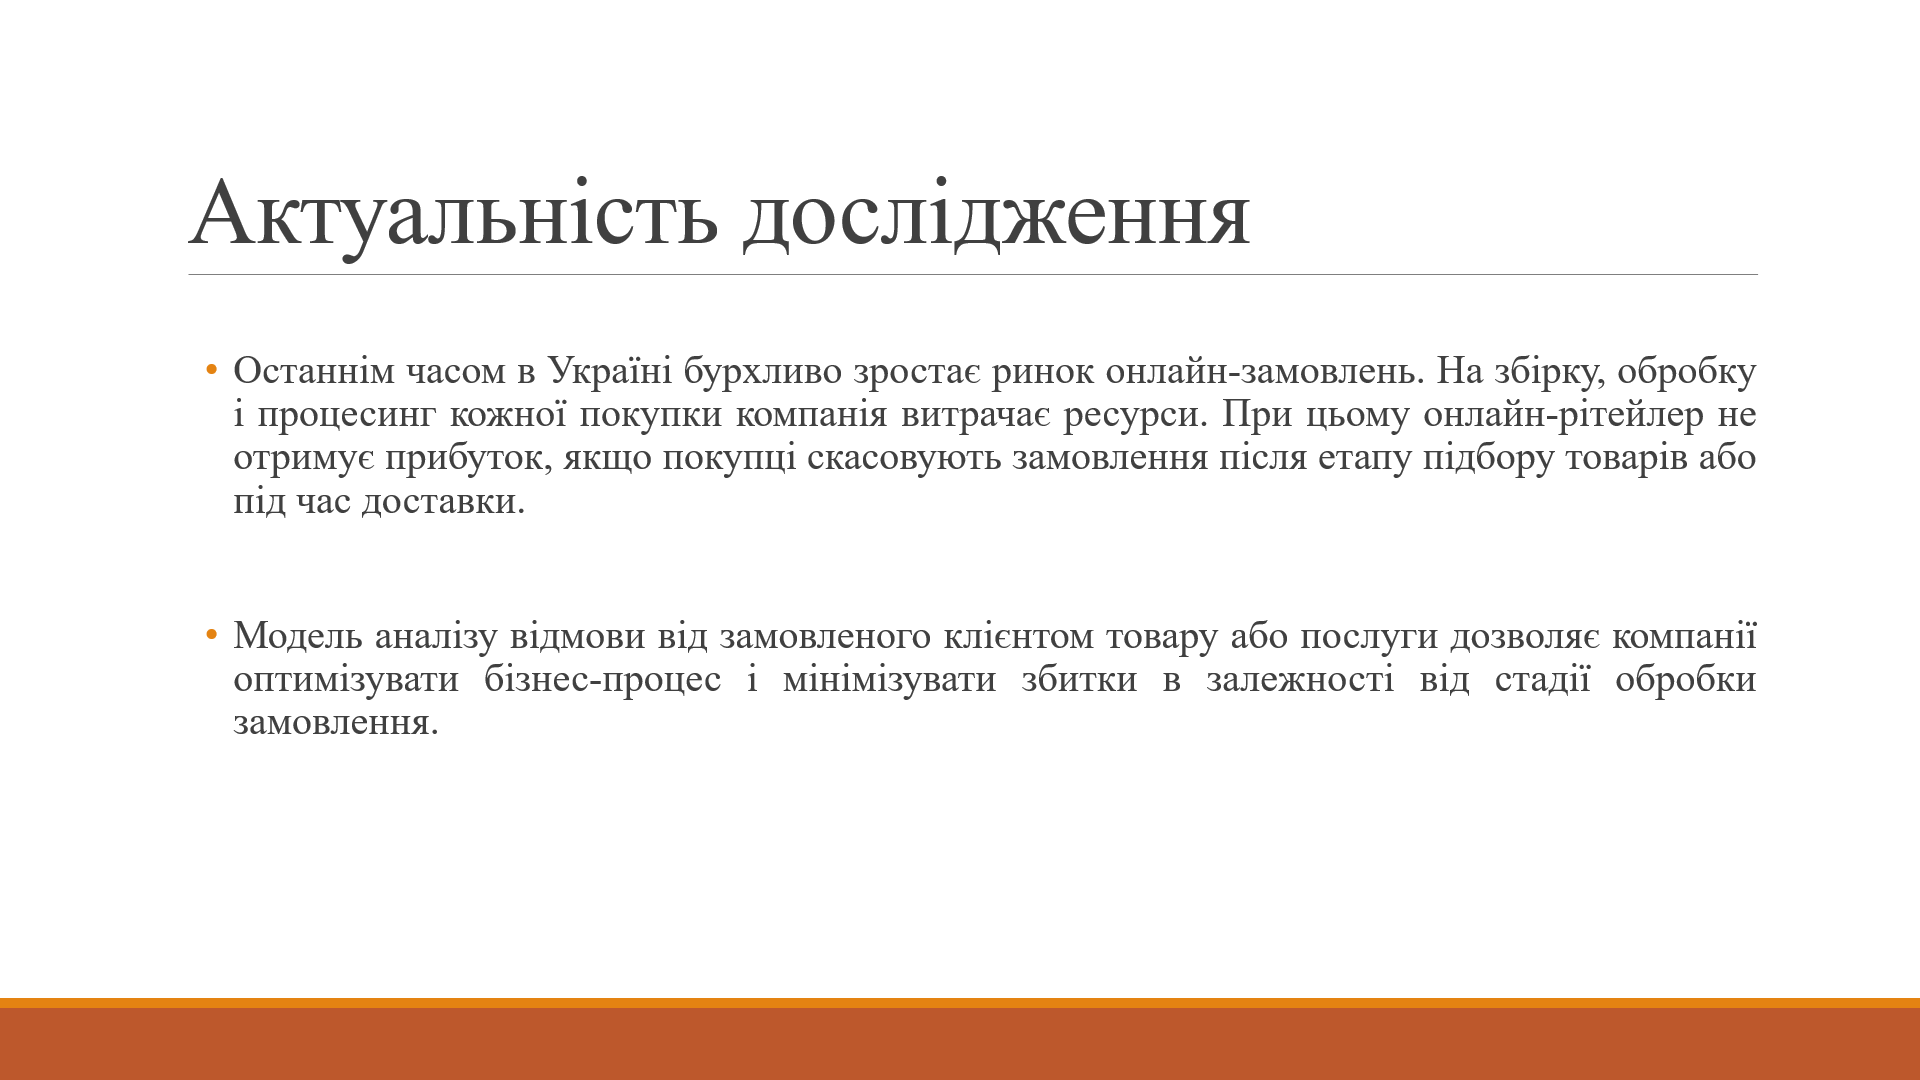 Актуальність дослідження
• Останнім часом в Україні бурхливо зростає ринок онлайн-замовлень. На збірку, обробку
і процесинг кожної покупки компанія витрачає ресурси. При цьому онлайн-рітейлер не
отримує прибуток, якщо покупці скасовують замовлення після етапу підбору товарів або
під час доставки.
• Модель аналізу відмови від замовленого клієнтом товару або послуги дозволяє компанії
оптимізувати бізнес-процес і мінімізувати збитки в залежності від стадії обробки
замовлення.